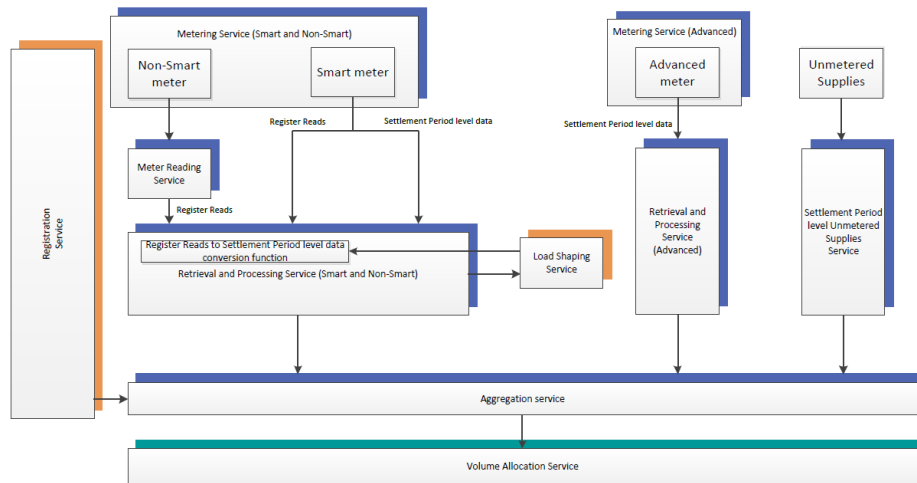 Metering Service (Smart and Non-Smart)
Non-Smart
meter
Smart meter
Metering Service (Advanced)
Advanced
meter
Unmetered
Supplies
Register Reads
Settlement Period level data
Settlement Period level data
Meter Reading
Service
Register Reads
Registration
Service
Register Reads to Settlement Period level data
conversion function
Retrieval and Processing Service (Smart and Non-Smart)
Load Shaping
Service
Retrieval and
Processing
Service
(Advanced)
Settlement Period
level Unmetered
Supplies
Service
Aggregation service
Volume Allocation Service